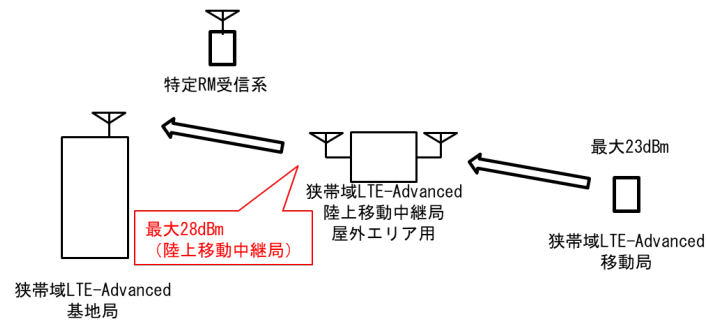 特定RM受信系
最大23dBm
狭帯域LTE-Advanced
陸上移動中継局
屋外エリア用
最大28dBm
(陸上移動中継局)
狭帯域LTE-Advanced
移動局
狭帯域LTE-Advanced
基地局